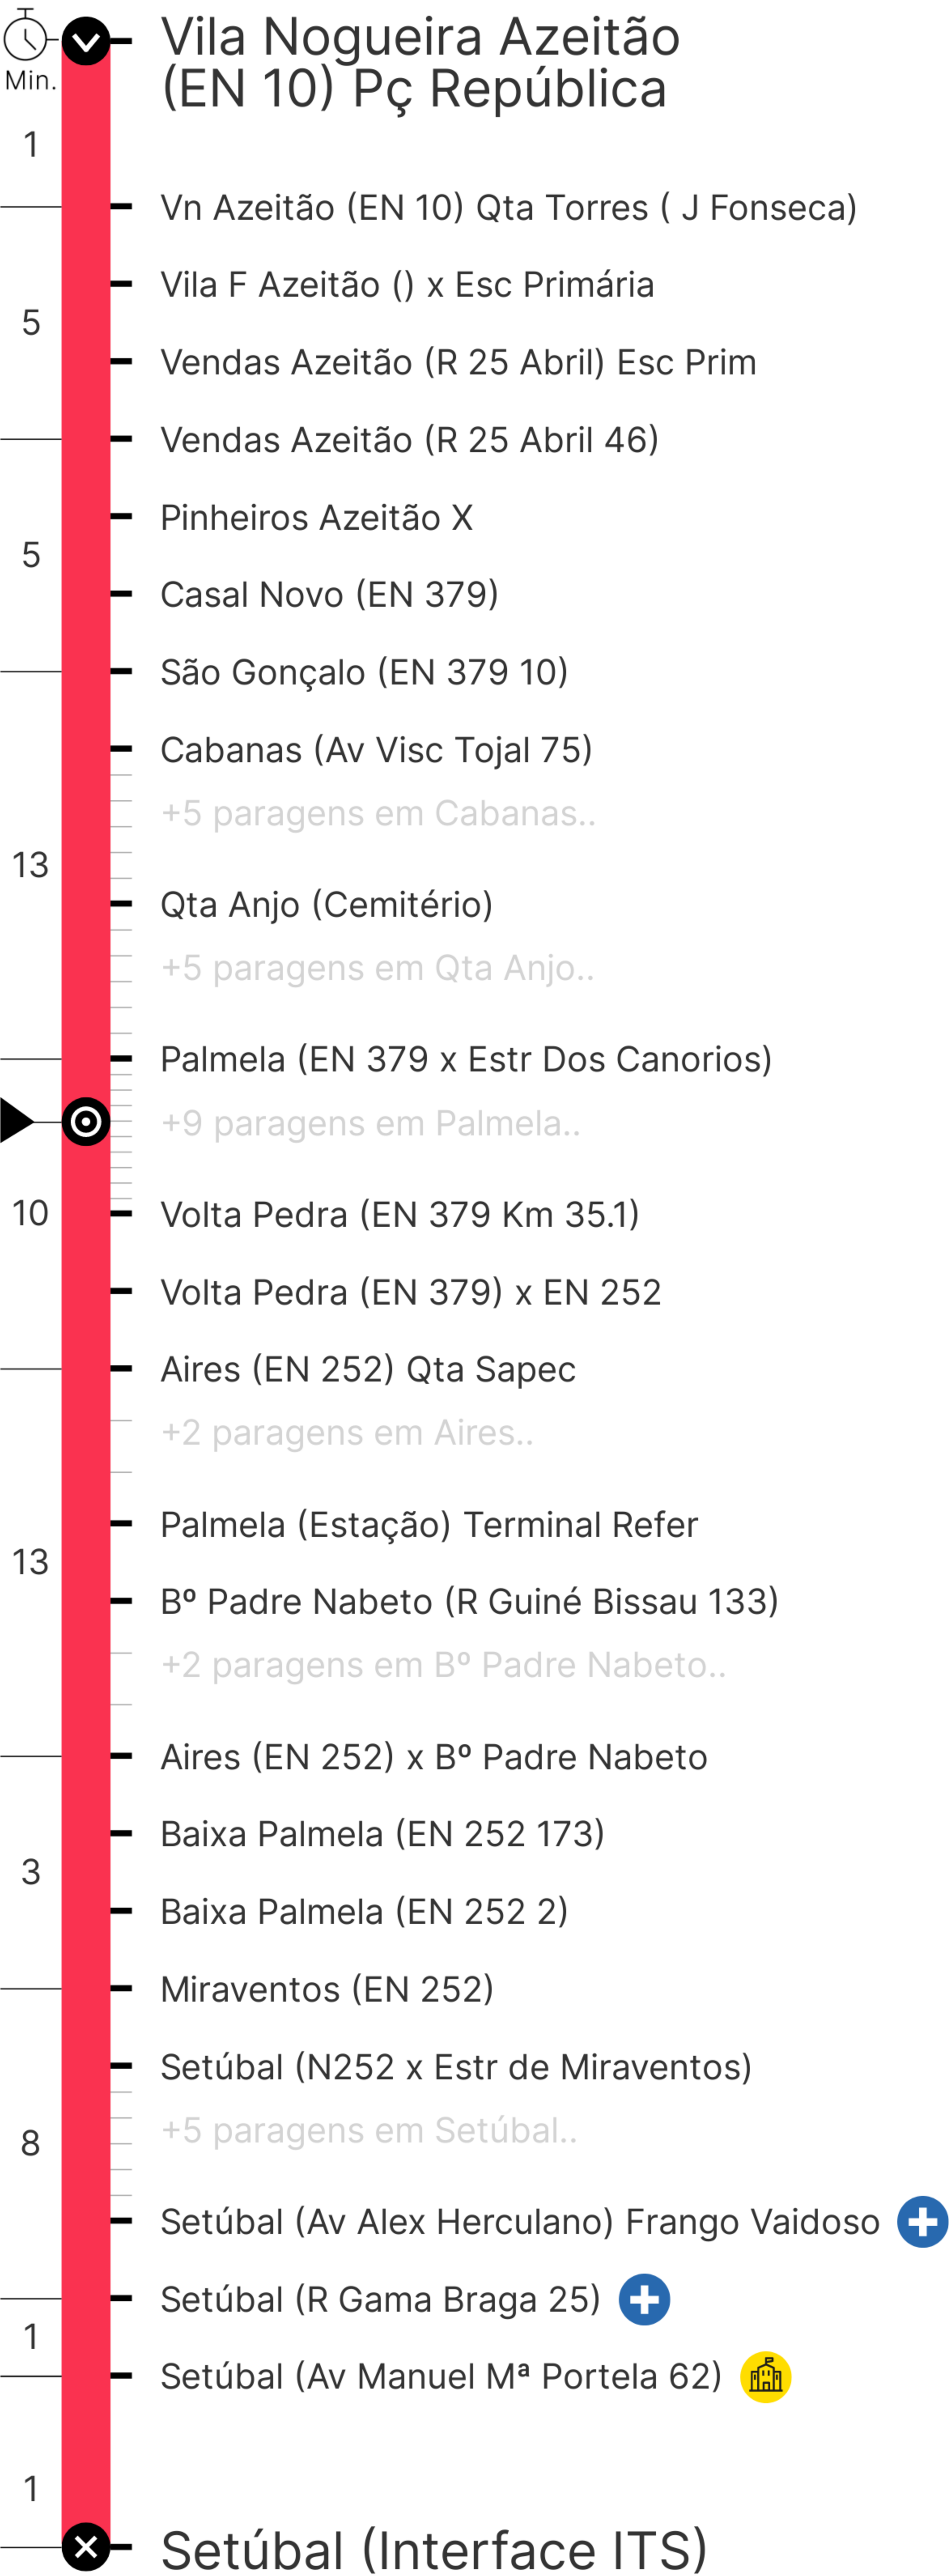 Vila Nogueira Azeitão
(EN 10) Pç República
Min.
1
Vn Azeitão (EN 10) Qta Torres ( J Fonseca)
Vila F Azeitão () x Esc Primária
5
Vendas Azeitão (R 25 Abril) Esc Prim
Vendas Azeitão (R 25 Abril 46)
Pinheiros Azeitão X
5
Casal Novo (EN 379)
São Gonçalo (EN 379 10)
Cabanas (Av Visc Tojal 75)
+5 paragens em Cabanas..
13
Qta Anjo (Cemitério)
+5 paragens em Qta Anjo..
Palmela (EN 379 x Estr Dos Canorios)
+9 paragens em Palmela..
10
Volta Pedra (EN 379 Km 35.1)
Volta Pedra (EN 379) x EN 252
Aires (EN 252) Qta Sapec
+2 paragens em Aires..
Palmela (Estação) Terminal Refer
13
Bº Padre Nabeto (R Guiné Bissau 133)
+2 paragens em Bº Padre Nabeto..
Aires (EN 252) x Bº Padre Nabeto
Baixa Palmela (EN 252 173)
3
Baixa Palmela (EN 252 2)
Miraventos (EN 252)
Setúbal (N252 x Estr de Miraventos)
+5 paragens em Setúbal..
8
Setúbal (Av Alex Herculano) Frango Vaidoso
Setúbal (R Gama Braga 25)
1
Setúbal (Av Manuel Mª Portela 62)
1
Setúbal (Interface ITS)